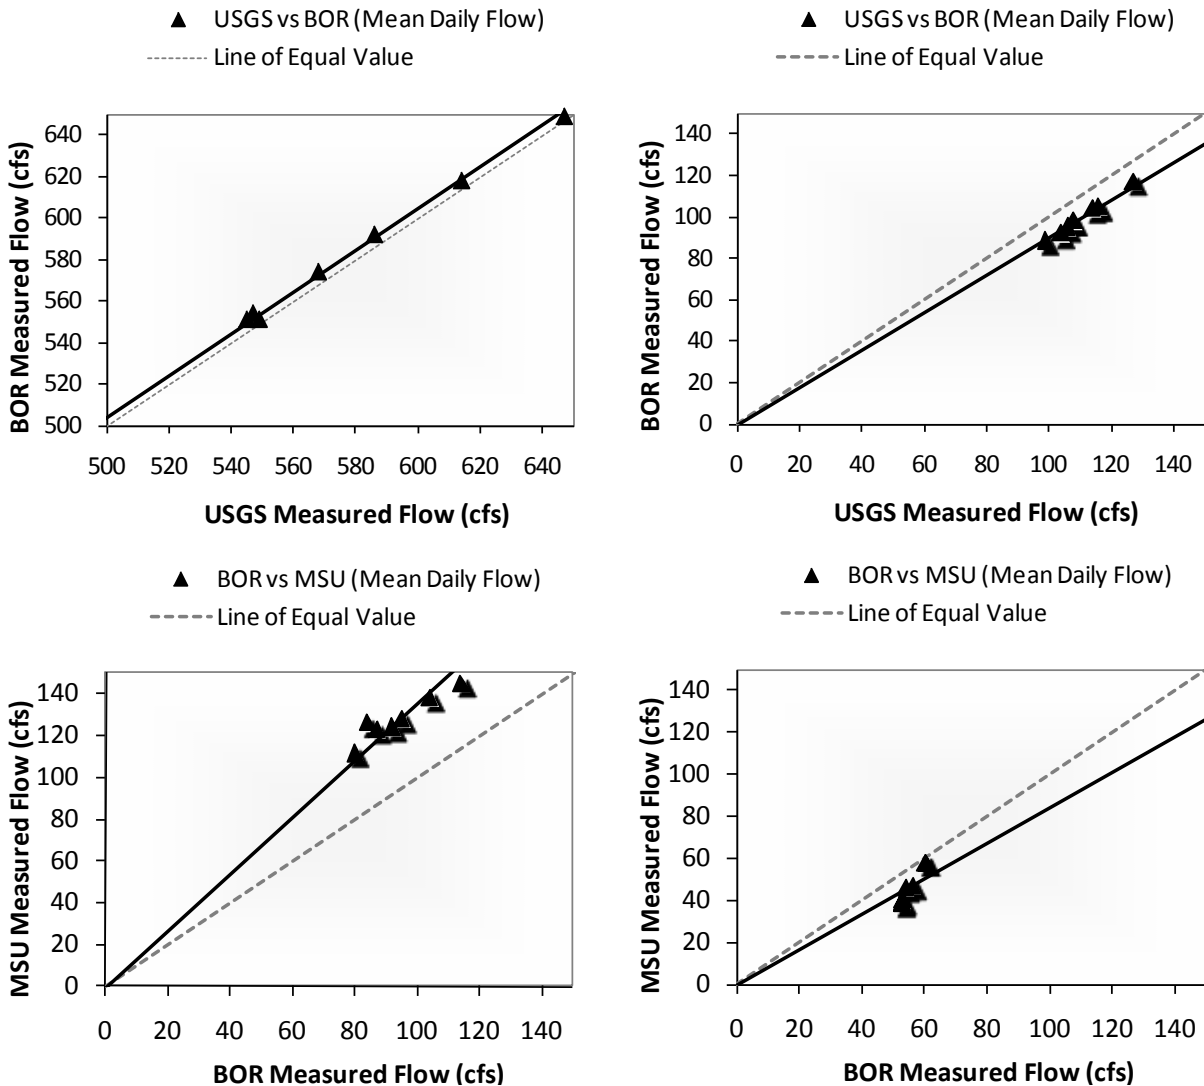 USGS vs BOR (Mean Daily Flow)
Line of Equal Value
BOR Measured Flow (cfs)
640
620
600
580
560
540
520
500
500 520 540 560 580 600 620 640
USGS Measured Flow (cfs)
USGS vs BOR (Mean Daily Flow)
Line of Equal Value
BOR Measured Flow (cfs)
140
120
100
80
60
40
20
0
0 20 40 60 80 100 120 140
USGS Measured Flow (cfs)
BOR vs MSU (Mean Daily Flow)
Line of Equal Value
MSU Measured Flow (cfs)
140
120
100
80
60
40
20
0
0 20 40 60 80 100 120 140
BOR Measured Flow (cfs)
BOR vs MSU (Mean Daily Flow)
Line of Equal Value
MSU Measured Flow (cfs)
140
120
100
80
60
40
20
0
0 20 40 60 80 100 120 140
BOR Measured Flow (cfs)